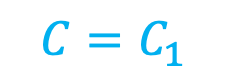 C = C₁